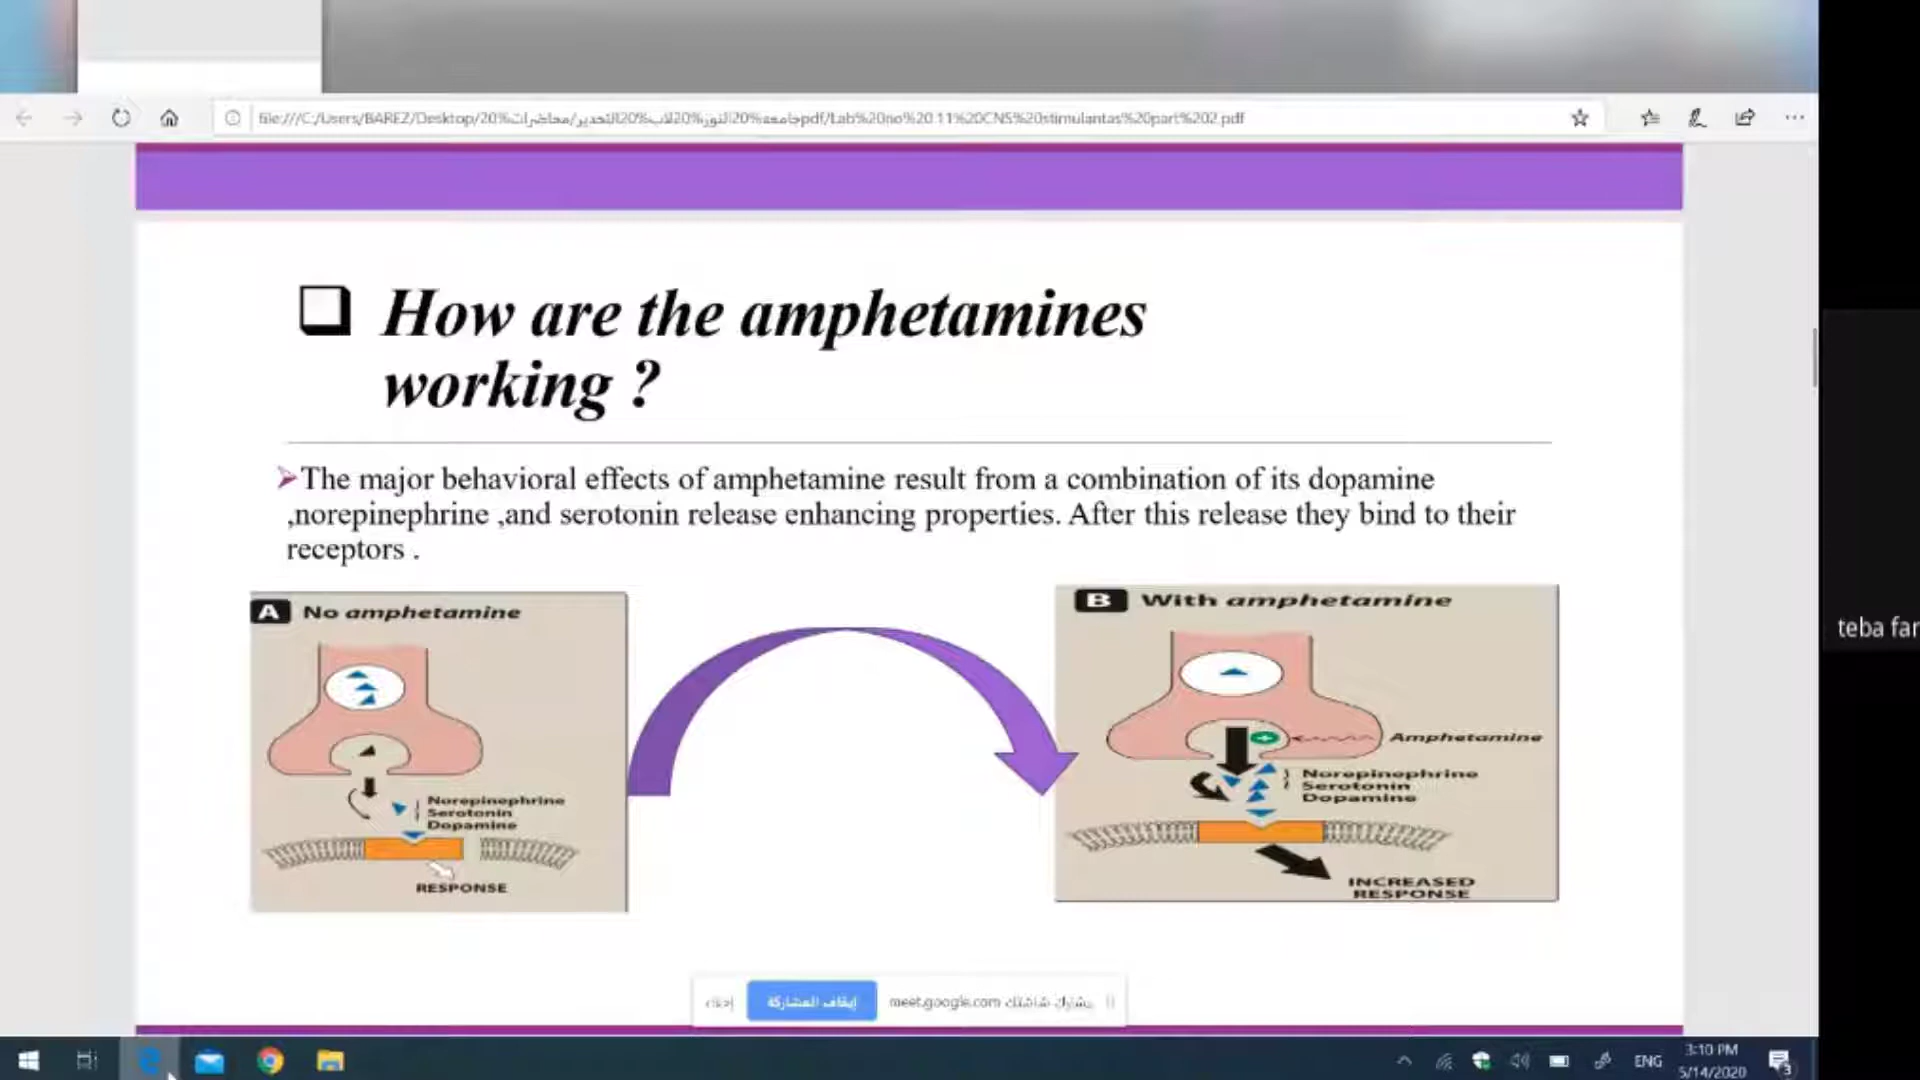 How are the amphetamines
working ?
The major behavioral effects of amphetamine result from a combination of its dopamine
,norepinephrine ,and serotonin release enhancing properties. After this release they bind to their
receptors .
A No amphetamine
Norepinephrine
Serotonin
Dopamine
RESPONSE
B With amphetamine
Amphetamine
Norepinephrine
Serotonin
Dopamine
INCREASED
RESPONSE
teba far
إيقاف المشاركة
meet.google.com
ENG
3:10 PM
5/14/2020
3